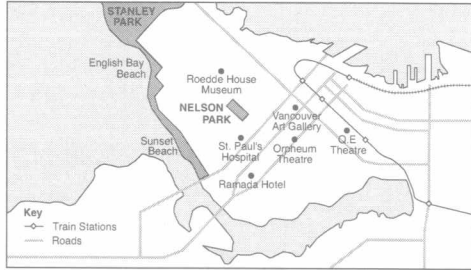 STANLEY
PARK
English Bay
Beach
Roedde House
Museum
NELSON
PARK
Vancouver
Art Gallery
Sunset
Beach
St. Paul's
Hospital
Orpheum
Theatre
Q.E
Theatre
Ramada Hotel
Key
Train Stations
Roads